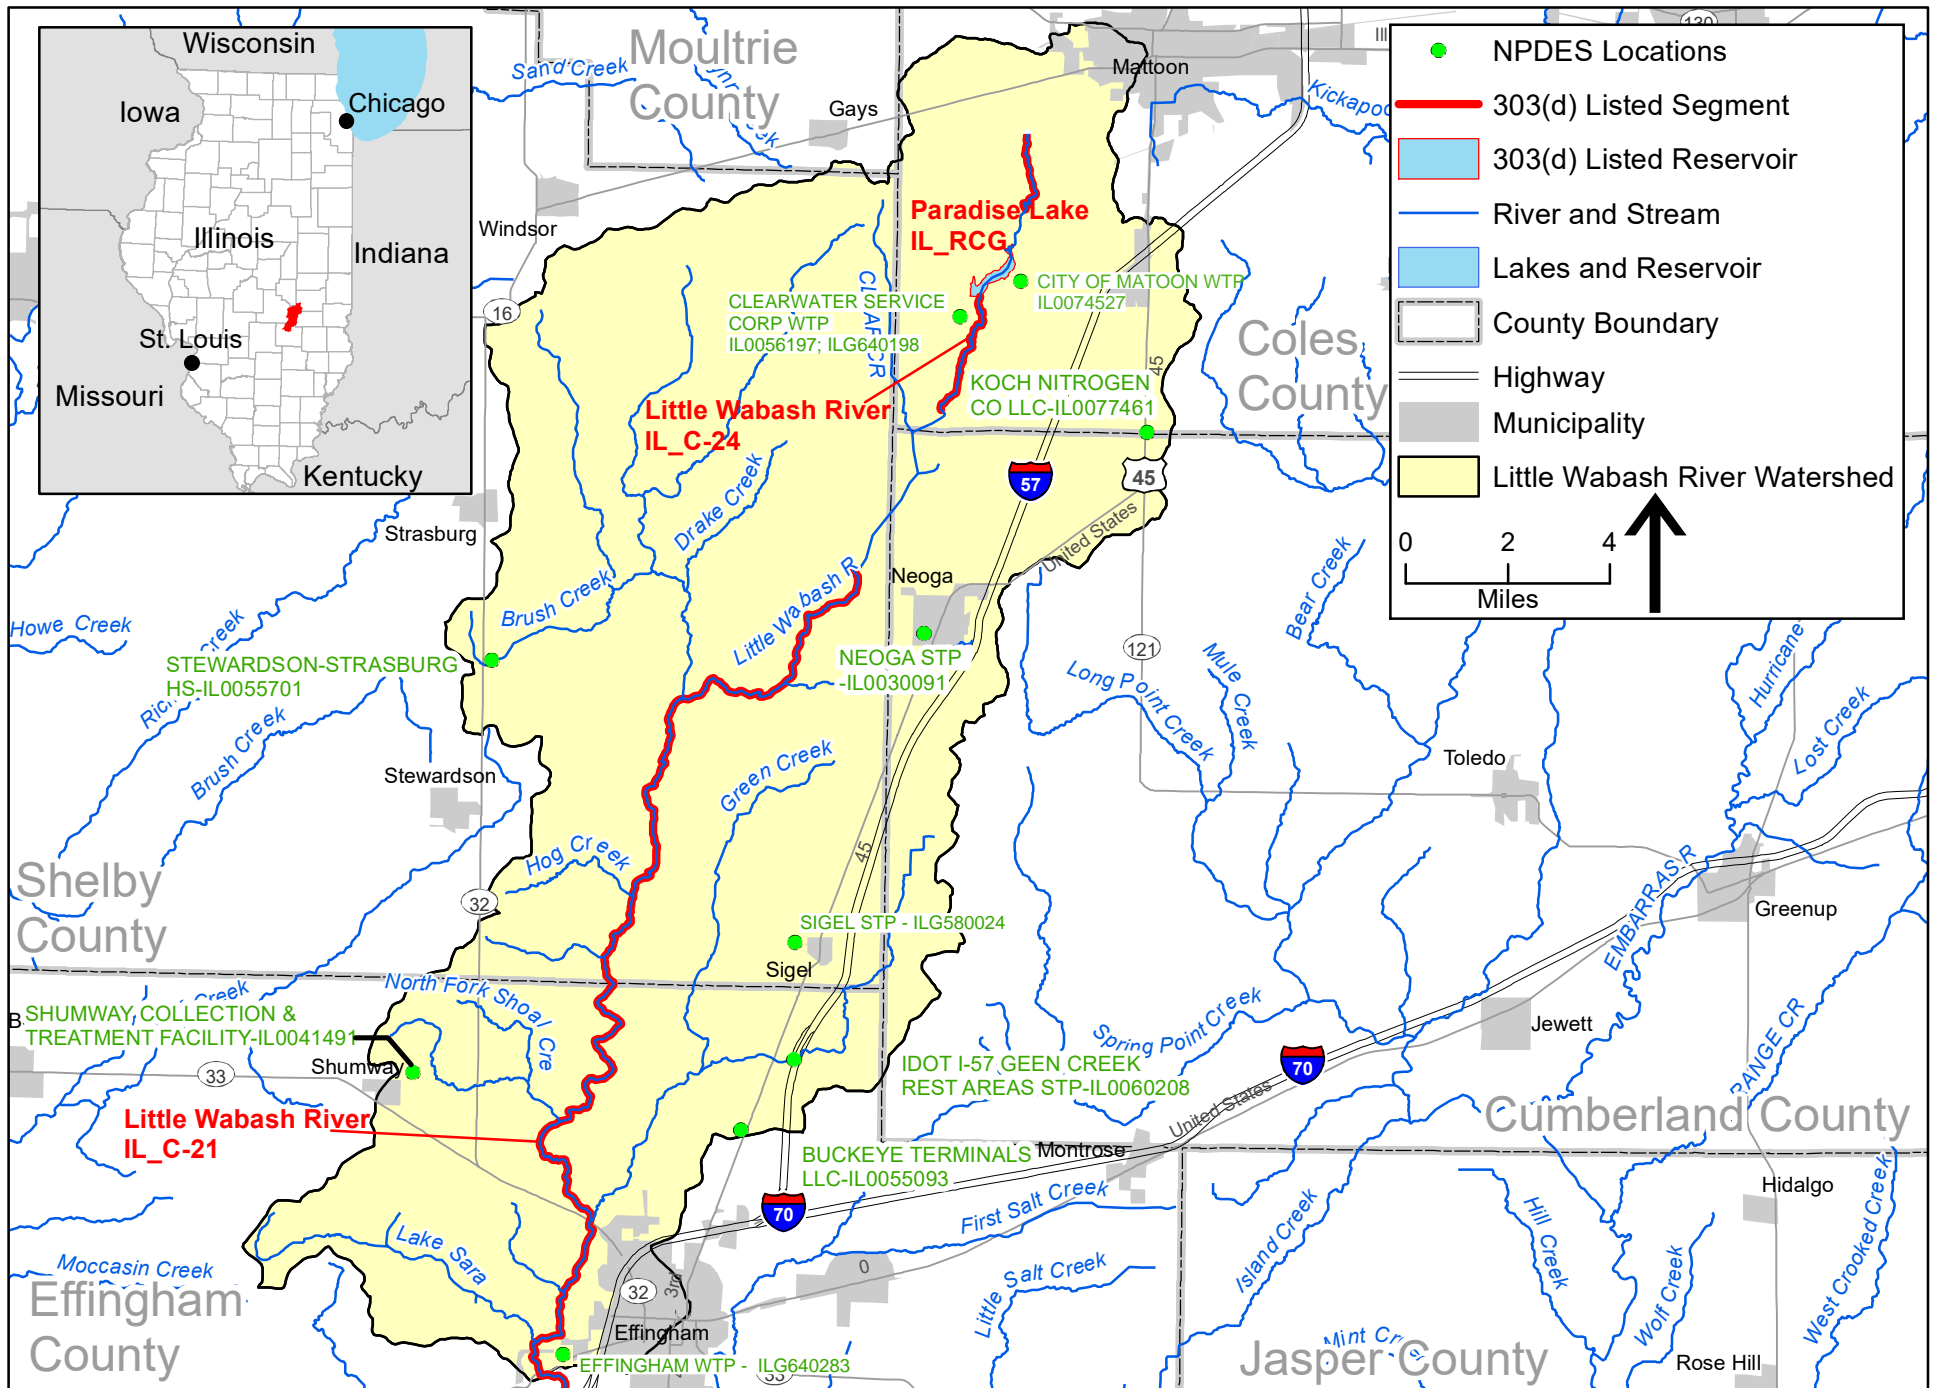 Wisconsin
Iowa
Chicago
Illinois
Indiana
St. Louis
Missouri
Kentucky
Moultrie
County
Sand Creek
Gays
Mattoon
130
Windsor
16
Paradise Lake
IL_RCG
CITY OF MATOON WTP
IL0074527
CLEARWATER SERVICE
CORP WTP
IL0056197; ILG640198
Coles
County
45
KOCH NITROGEN
CO LLC-IL0077461
Little Wabash River
IL_C-24
57
45
United States
Drake Creek
Strasburg
Neoga
Brush Creek
Little Wabash R
Howe Creek
STEWARDSON-STRASBURG
HS-IL0055701
NEOGA STP
-IL0030091
121
Bear Creek
Mule Creek
Long Point Creek
Brush Creek
Stewardson
Green Creek
Toledo
Lost Creek
Hurricane
Hog Creek
45
Shelby
County
32
SIGEL STP - ILG580024
Sigel
EMBARRAS R
Greenup
North Fork Shoal Cre
Creek
SHUMWAY COLLECTION &
TREATMENT FACILITY-IL0041491
Shumway
33
Spring Point Creek
Jewett
IDOT I-57 GEEN CREEK
REST AREAS STP-IL0060208
70
United States
RANGE CR
Cumberland County
Little Wabash River
IL_C-21
BUCKEYE TERMINALS
LLC-IL0055093
Montrose
70
First Salt Creek
Hidalgo
Lake Sara
Moccasin Creek
Effingham
County
32
3rd
0
Little Salt Creek
Island Creek
Hill Creek
Wolf Creek
West Crooked Creek
Effingham
EFFINGHAM WTP - ILG640283
33
Jasper County
Rose Hill
NPDES Locations
303(d) Listed Segment
303(d) Listed Reservoir
River and Stream
Lakes and Reservoir
County Boundary
Highway
Municipality
Little Wabash River Watershed
0 2 4
Miles